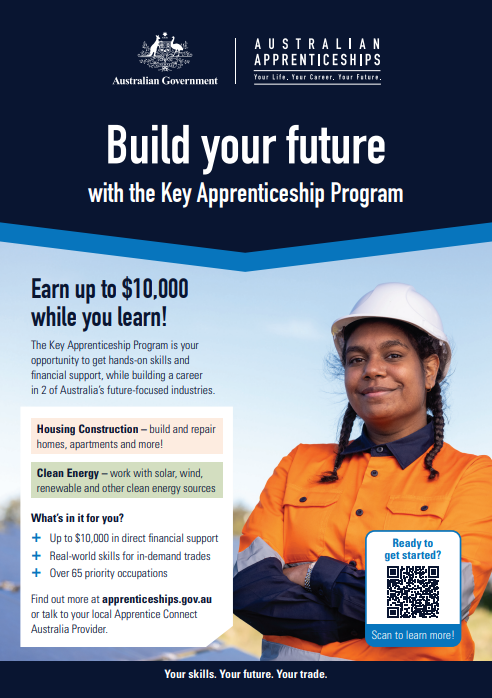 Australian Government
AUSTRALIAN
APPRENTICESHIPS
Your Life. Your Career. Your Future.
Build your future
with the Key Apprenticeship Program
Earn up to $10,000
while you learn!
The Key Apprenticeship Program is your
opportunity to get hands-on skills and
financial support, while building a career
in 2 of Australia's future-focused industries.
Housing Construction – build and repair
homes, apartments and more!
Clean Energy – work with solar, wind,
renewable and other clean energy sources
What's in it for you?
+ Up to $10,000 in direct financial support
+ Real-world skills for in-demand trades
+ Over 65 priority occupations
Find out more at apprenticeships.gov.au
or talk to your local Apprentice Connect
Australia Provider.
Ready to
get started?
Scan to learn more!
Your skills. Your future. Your trade.